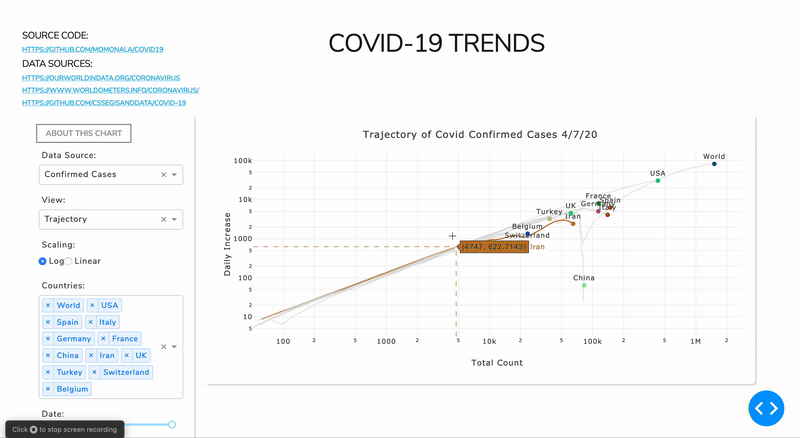 SOURCE CODE:
HTTPS://GITHUB.COM/MOMONALA/COVID19
DATA SOURCES:
HTTPS://OURWORLDINDATA.ORG/CORONAVIRUS
HTTPS://WWW.WORLDOMETERS.INFO/CORONAVIRUS/
HTTPS://GITHUB.COM/CSSEGISANDDATA/COVID-19
COVID-19 TRENDS
ABOUT THIS CHART
Data Source:
Confirmed Cases
View:
Trajectory
Scaling:
Log Linear
Countries:
× World × USA
× Spain × Italy
× Germany × France
× China × Iran × UK
× Turkey × Switzerland
× Belgium
Date:
Click to stop screen recording
Trajectory of Covid Confirmed Cases 4/7/20
Daily Increase
100k
5
2
10k
5
2
1000
5
2
100
5
2
10
5
World
USA
France
Spain
Germany
Italy
UK
Turkey
Iran
Belgium
Switzerland
(4747, 622.7143) Iran
China
100 2 5 1000 2 5 10k 2 5 100k 2 5 1M 2
Total Count